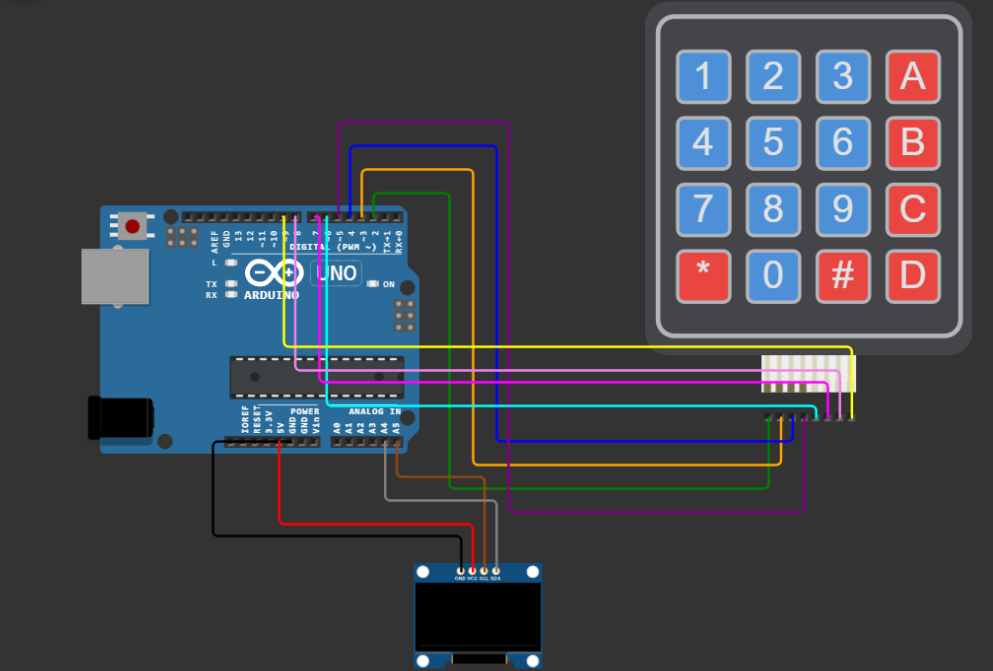 1 2 3 A
4 5 6 B
7 8 9 C
* 0 # D
AREF
GND
13
12
~11
~10
~9
8
7
~6
~5
4
~3
2
TX→1
RX←0
DIGITAL (PWM ~)
L
TX
RX
UNO
ARDUINO
ON
IOREF
RESET
3.3V
5V
GND
GND
Vin
POWER
ANALOG IN
A0
A1
A2
A3
A4
A5
GND VCC SCL SDA